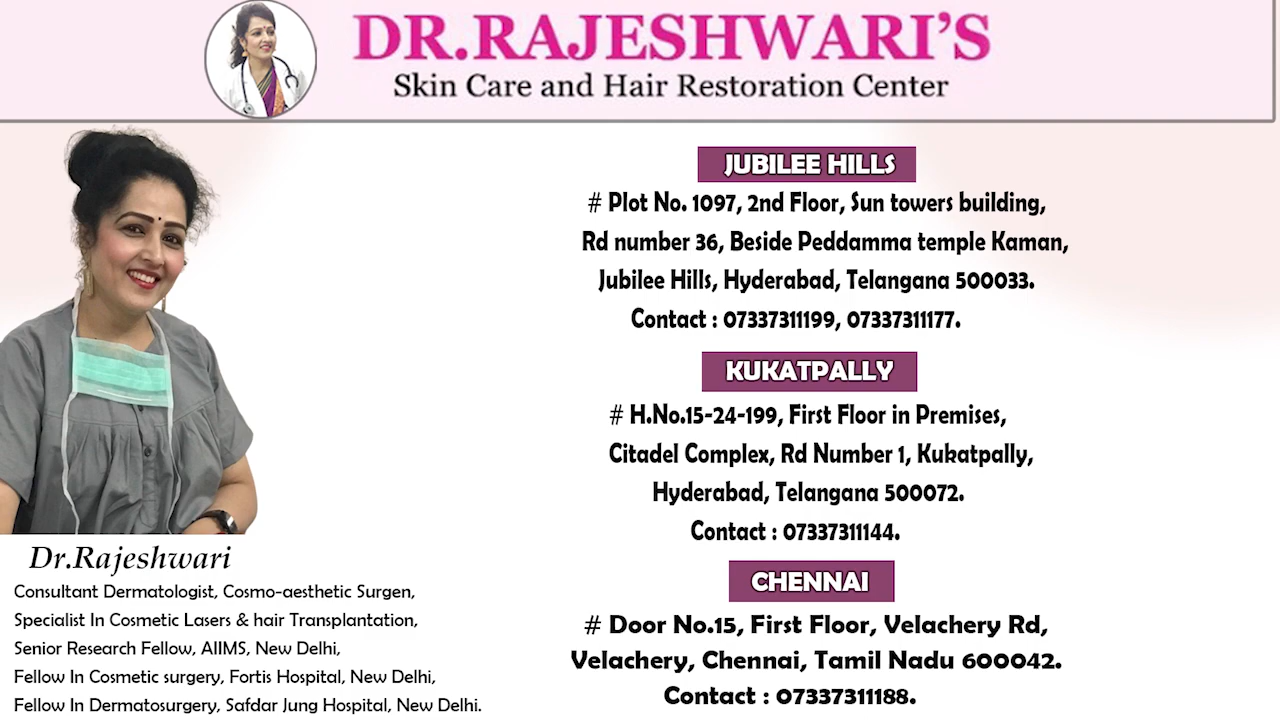 DR.RAJESHWARI'S
Skin Care and Hair Restoration Center
JUBILEE HILLS
# Plot No. 1097, 2nd Floor, Sun towers building,
Rd number 36, Beside Peddamma temple Kaman,
Jubilee Hills, Hyderabad, Telangana 500033.
Contact : 07337311199, 07337311177.
KUKATPALLY
# H.No.15-24-199, First Floor in Premises,
Citadel Complex, Rd Number 1, Kukatpally,
Hyderabad, Telangana 500072.
Contact : 07337311144.
CHENNAI
# Door No.15, First Floor, Velachery Rd,
Velachery, Chennai, Tamil Nadu 600042.
Contact : 07337311188.
Dr.Rajeshwari
Consultant Dermatologist, Cosmo-aesthetic Surgen,
Specialist In Cosmetic Lasers & hair Transplantation,
Senior Research Fellow, AIIMS, New Delhi,
Fellow In Cosmetic surgery, Fortis Hospital, New Delhi,
Fellow In Dermatosurgery, Safdar Jung Hospital, New Delhi.